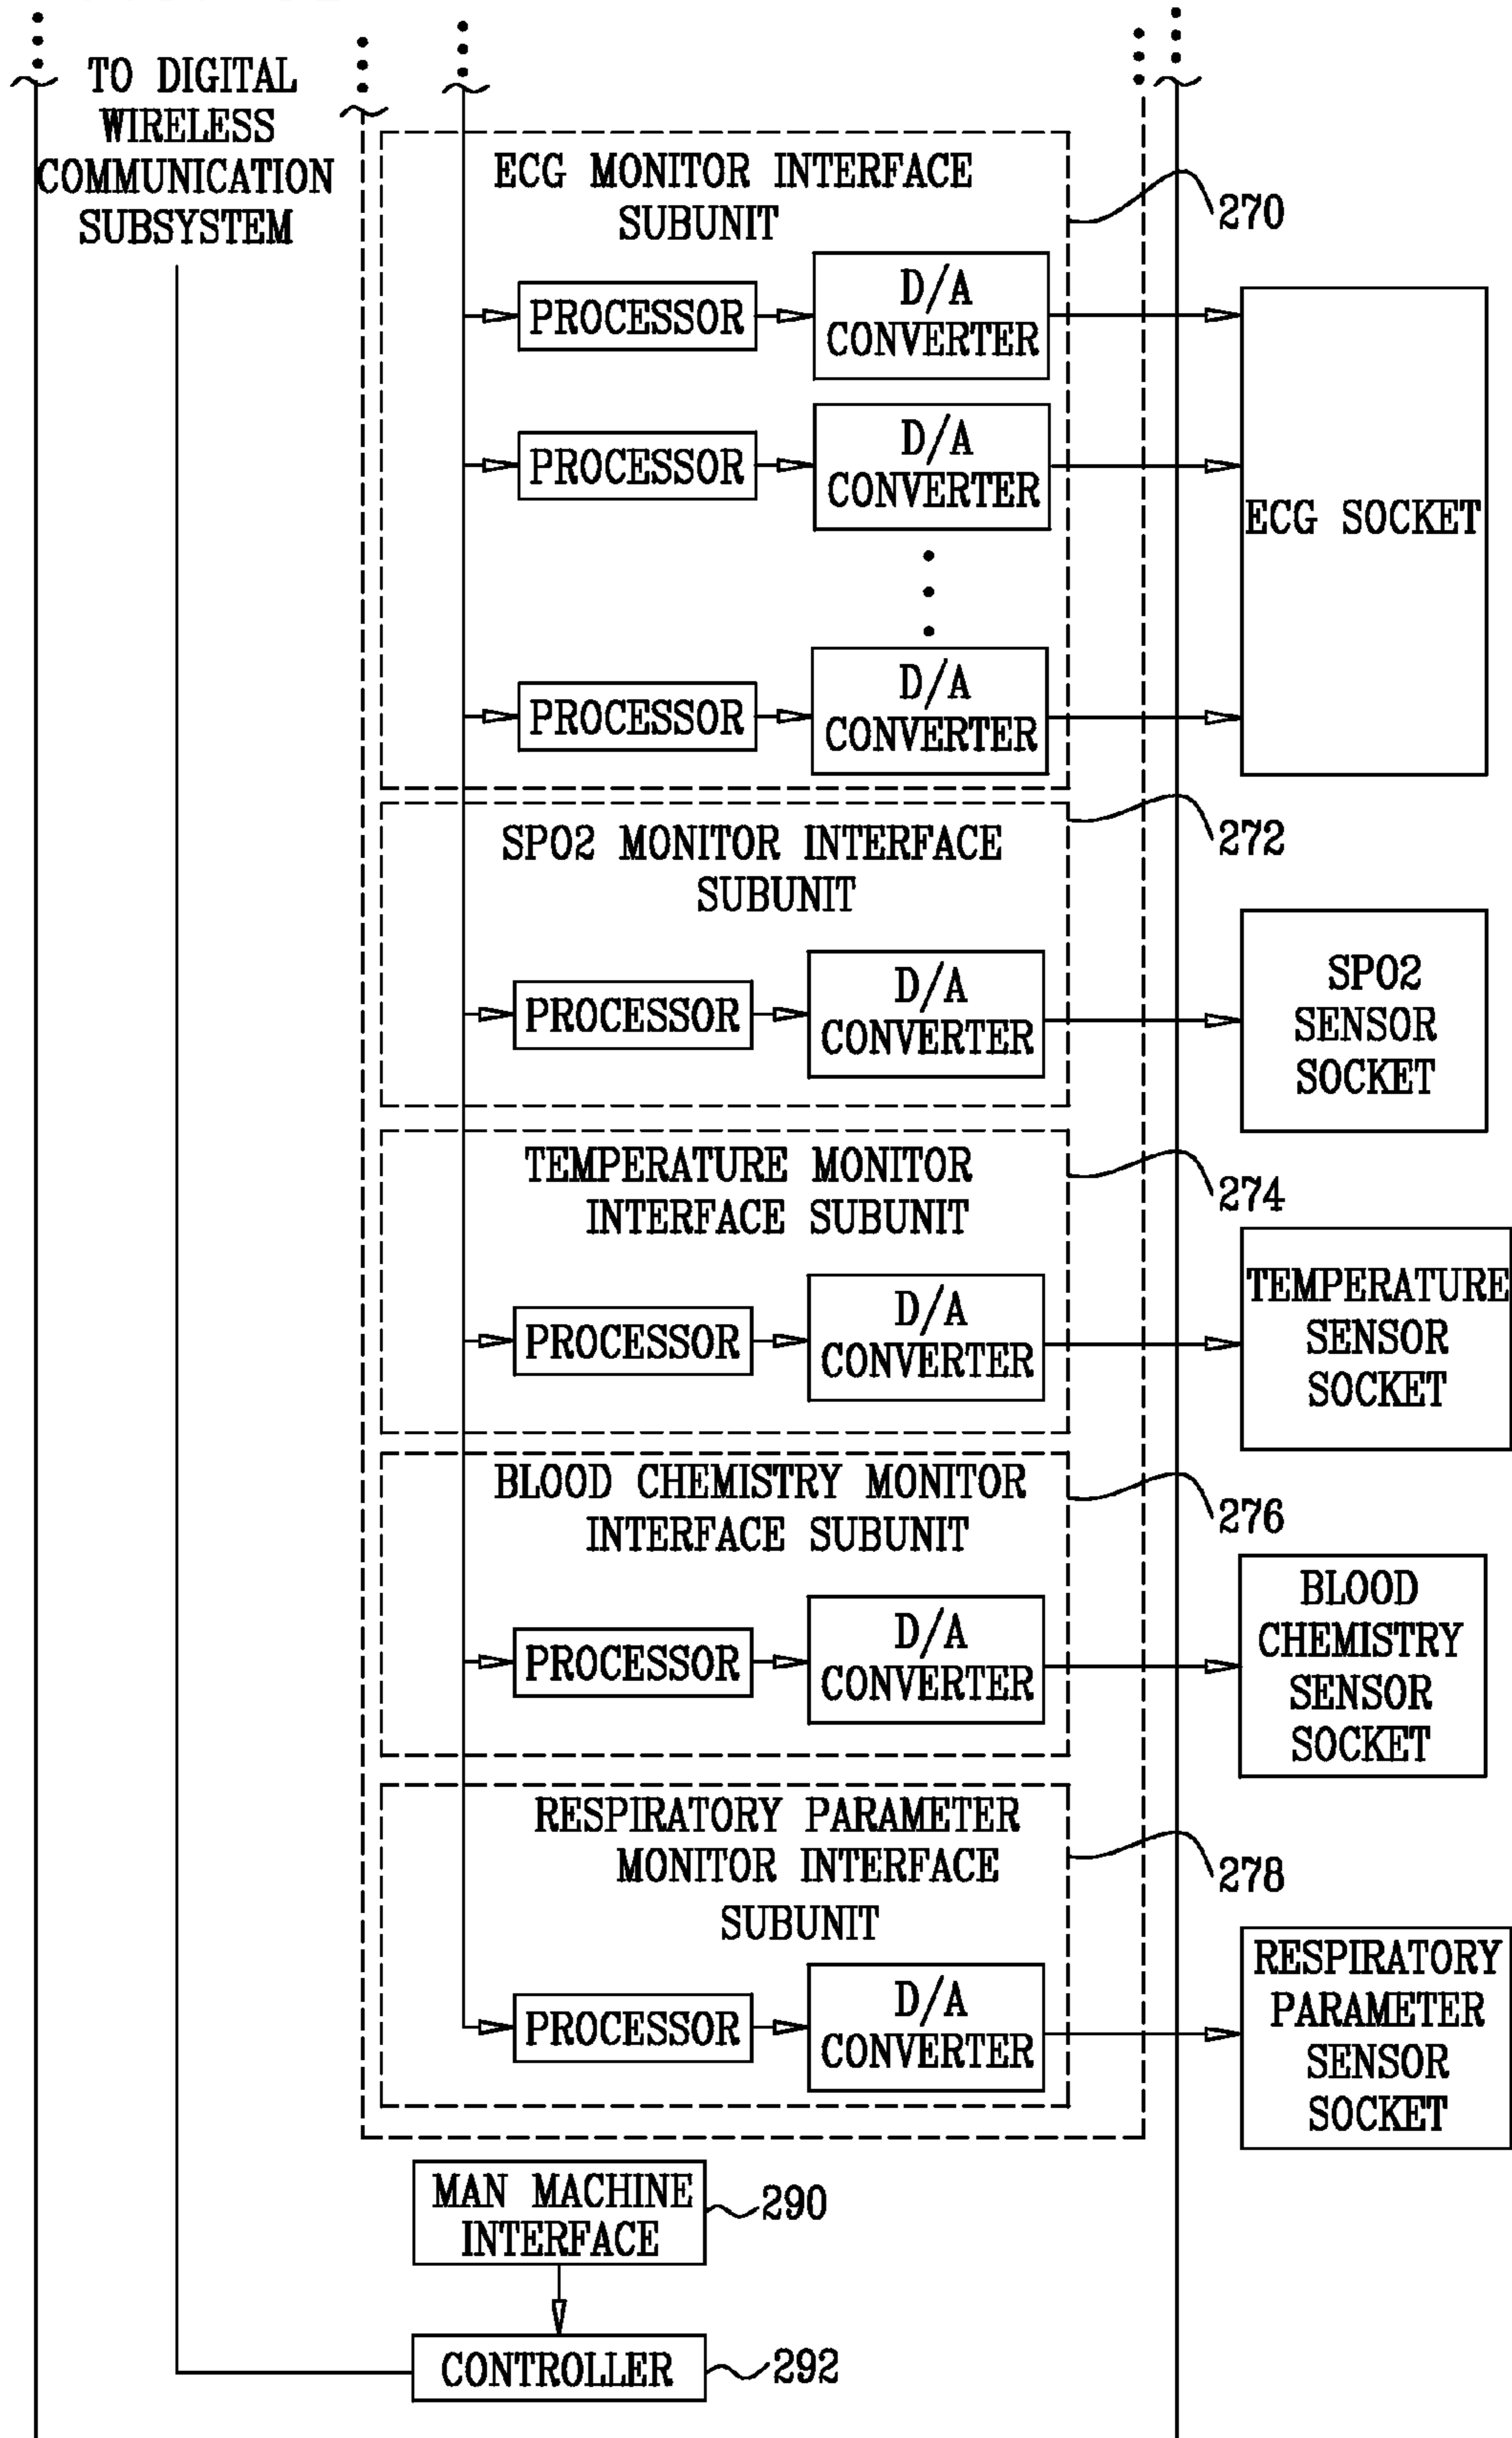 TO DIGITAL
WIRELESS
COMMUNICATION
SUBSYSTEM
ECG MONITOR INTERFACE
SUBUNIT
270
PROCESSOR
D/A
CONVERTER
PROCESSOR
D/A
CONVERTER
ECG SOCKET
PROCESSOR
D/A
CONVERTER
SPO2 MONITOR INTERFACE
SUBUNIT
272
PROCESSOR
D/A
CONVERTER
SPO2
SENSOR
SOCKET
TEMPERATURE MONITOR
INTERFACE SUBUNIT
274
PROCESSOR
D/A
CONVERTER
TEMPERATURE
SENSOR
SOCKET
BLOOD CHEMISTRY MONITOR
INTERFACE SUBUNIT
276
PROCESSOR
D/A
CONVERTER
BLOOD
CHEMISTRY
SENSOR
SOCKET
RESPIRATORY PARAMETER
MONITOR INTERFACE
SUBUNIT
278
PROCESSOR
D/A
CONVERTER
RESPIRATORY
PARAMETER
SENSOR
SOCKET
MAN MACHINE
INTERFACE
290
CONTROLLER
292